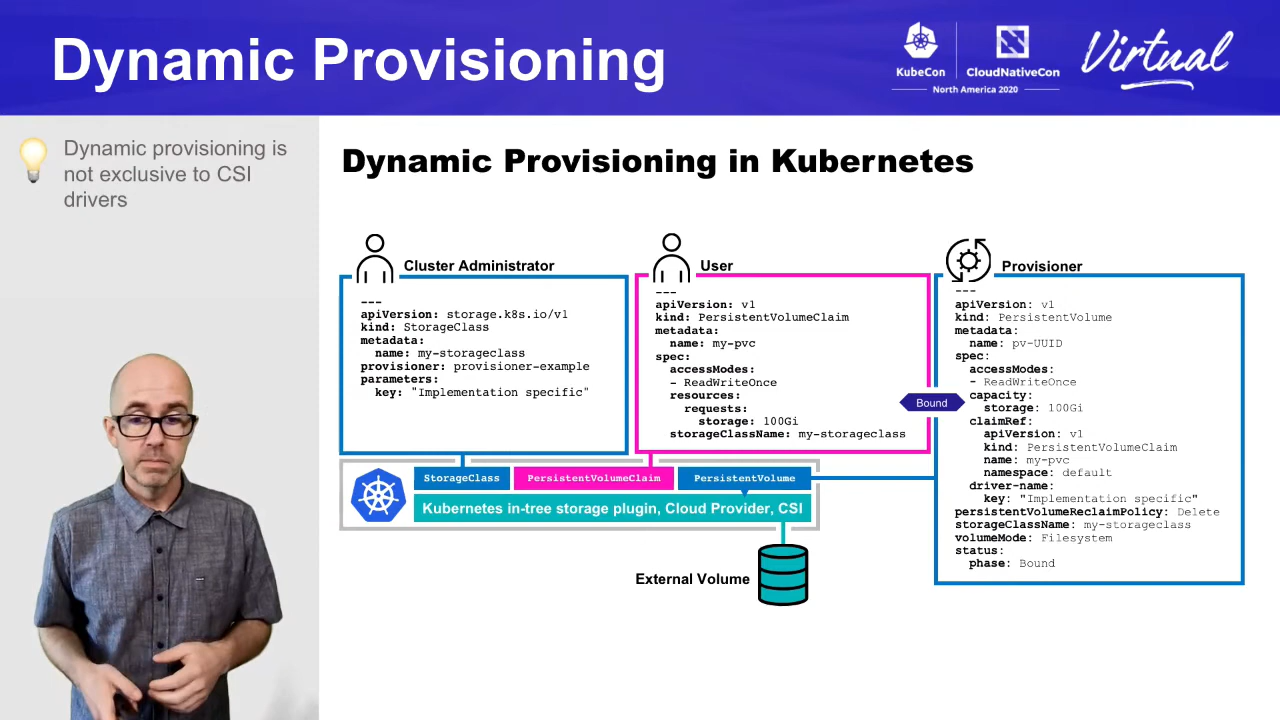 Dynamic Provisioning
KubeCon
CloudNativeCon
North America 2020
Virtual
Dynamic provisioning is
not exclusive to CSI
drivers
Dynamic Provisioning in Kubernetes
Cluster Administrator
---
apiVersion: storage.k8s.io/v1
kind: StorageClass
metadata:
  name: my-storageclass
provisioner: provisioner-example
parameters:
  key: "Implementation specific"
User
---
apiVersion: v1
kind: PersistentVolumeClaim
metadata:
  name: my-pvc
spec:
  accessModes:
  - ReadWriteOnce
  resources:
    requests:
      storage: 100Gi
  storageClassName: my-storageclass
Bound
Provisioner
---
apiVersion: v1
kind: PersistentVolume
metadata:
  name: pv-UUID
spec:
  accessModes:
  - ReadWriteOnce
  capacity:
    storage: 100Gi
  claimRef:
    apiVersion: v1
    kind: PersistentVolumeClaim
    name: my-pvc
    namespace: default
  driver-name:
    key: "Implementation specific"
persistentVolumeReclaimPolicy: Delete
storageClassName: my-storageclass
volumeMode: Filesystem
status:
  phase: Bound
StorageClass
PersistentVolumeClaim
PersistentVolume
Kubernetes in-tree storage plugin, Cloud Provider, CSI
External Volume